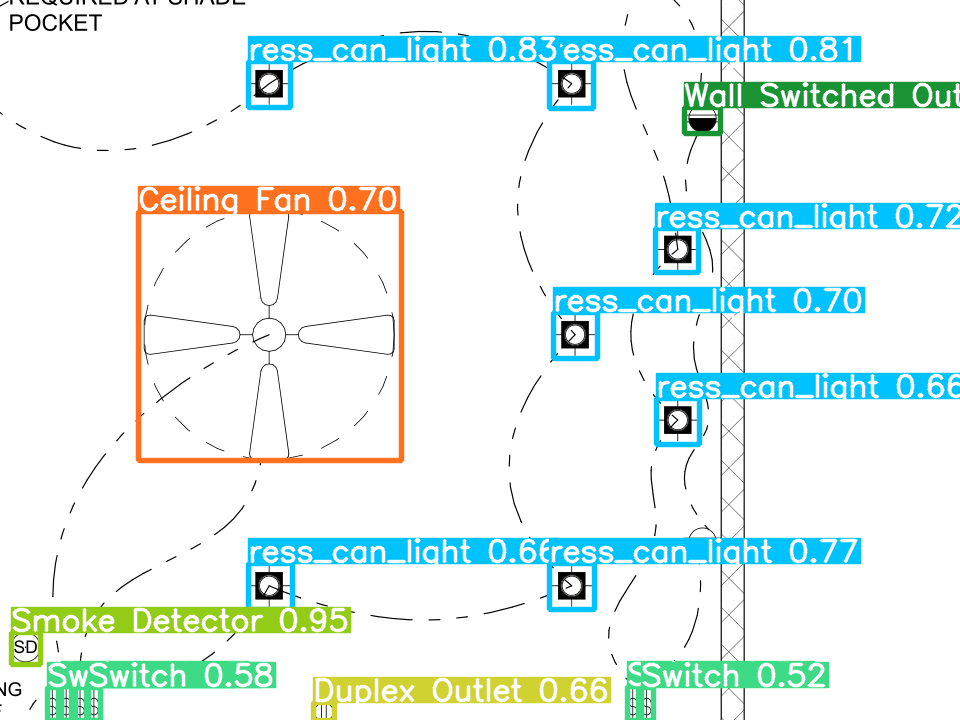 REQUIRED AT SHADE
POCKET
ress_can_light 0.83
ress_can_light 0.81
Wall Switched Out
Ceiling Fan 0.70
ress_can_light 0.72
ress_can_light 0.70
ress_can_light 0.66
ress_can_light 0.66
ress_can_light 0.77
Smoke Detector 0.95
SD
SwSwitch 0.58
SSwitch 0.52
NG
Duplex Outlet 0.66